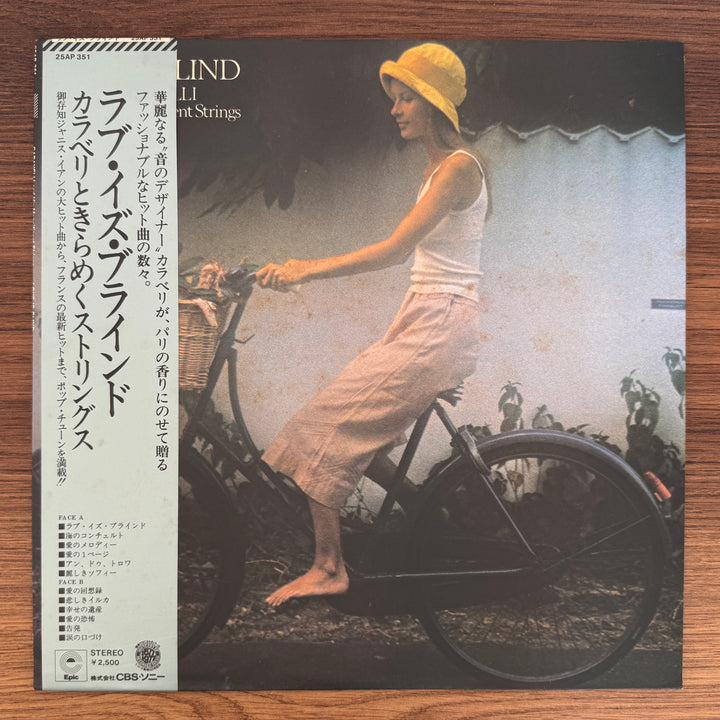 25AP 351
LIND
LLI
ent Strings
華麗なる“音のデザイナー”カラベリが、パリの香りにのせて贈る
ファッショナブルなヒット曲の数々。
ラブ・イズ・ブラインド
カラベリときらめくストリングス
御存知ジャニス・イアンの大ヒット曲から、フランスの最新ヒットまで、ポップ・チューンを満載!!
FACE A
■ラブ・イズ・ブラインド
■海のコンチェルト
■愛のメロディー
■愛の1ページ
■アン、ドゥ、トロワ
■麗しきソフィー
FACE B
■愛の回想録
■悲しきイルカ
■幸せの遺産
■愛の恐怖
■告発
■涙の口づけ
Epic
STEREO
¥2,500
株式会社CBS・ソニー